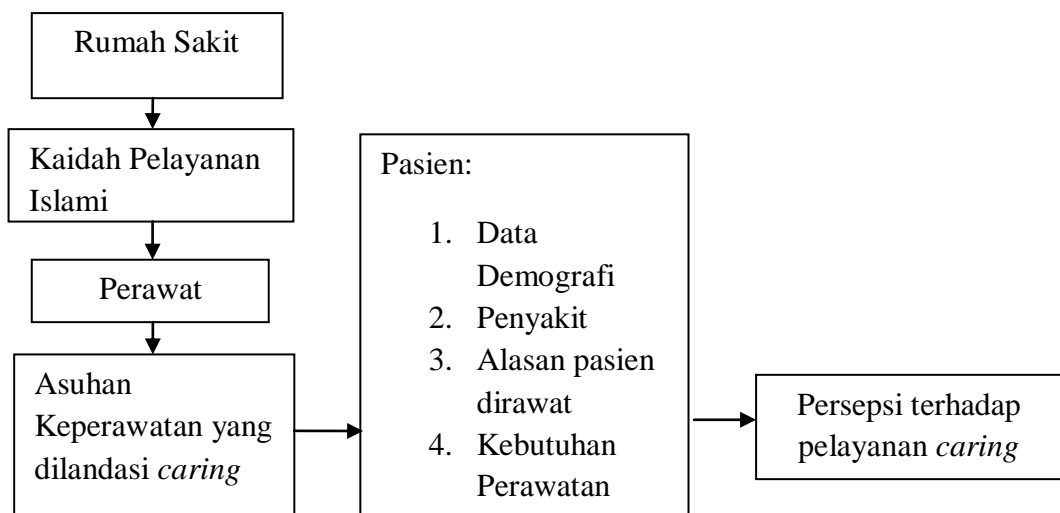 Rumah Sakit
Kaidah Pelayanan
Islami
Perawat
Asuhan
Keperawatan yang
dilandasi caring
Pasien:
1. Data
Demografi
2. Penyakit
3. Alasan pasien
dirawat
4. Kebutuhan
Perawatan
Persepsi terhadap
pelayanan caring